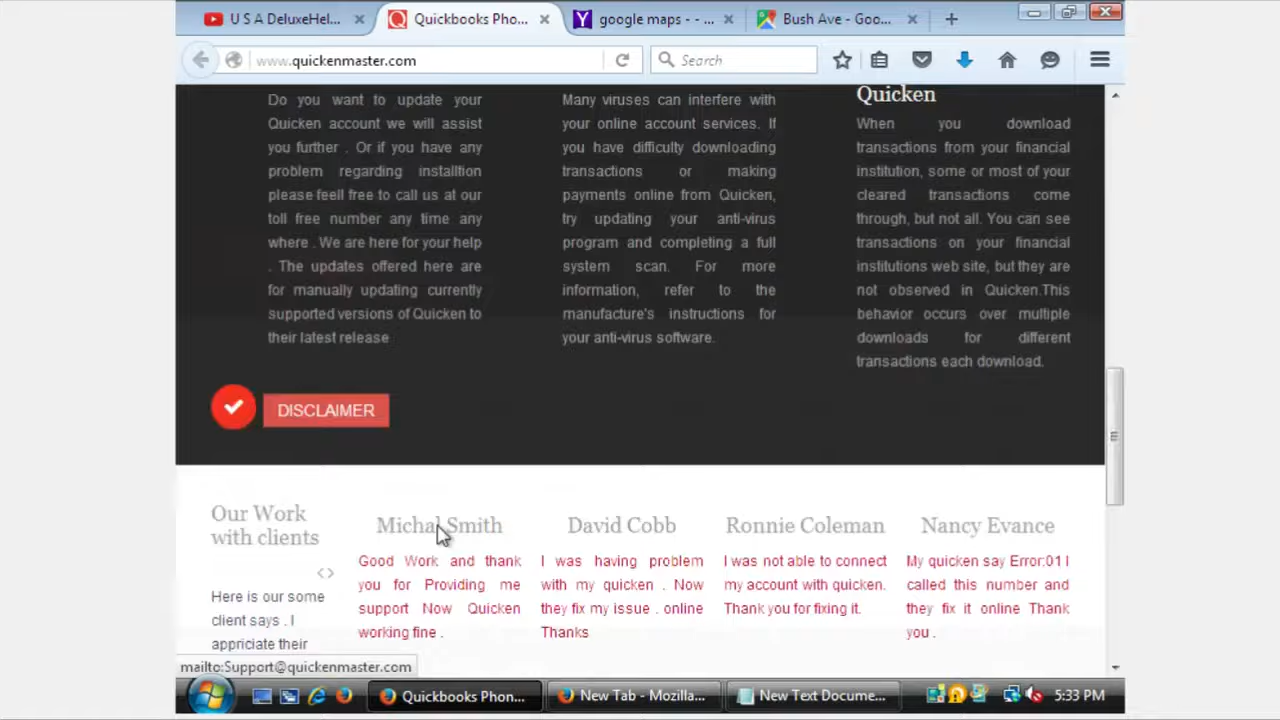 U S A DeluxeHel...
Quickbooks Pho...
google maps - - ...
Bush Ave - Goo...
www.quickenmaster.com
Search
Do you want to update your
Quicken account we will assist
you further . Or if you have any
problem regarding installtion
please feell free to call us at our
toll free number any time any
where . We are here for your help
. The updates offered here are
for manually updating currently
supported versions of Quicken to
their latest release
Many viruses can interfere with
your online account services. If
you have difficulty downloading
transactions or making
payments online from Quicken,
try updating your anti-virus
program and completing a full
system scan. For more
information, refer to the
manufacture's instructions for
your anti-virus software.
Quicken
When you download
transactions from your financial
institution, some or most of your
cleared transactions come
through, but not all. You can see
transactions on your financial
institutions web site, but they are
not observed in Quicken.This
behavior occurs over multiple
downloads for different
transactions each download.
DISCLAIMER
Our Work
with clients
Here is our some
client says . I
appriciate their
Michal Smith
Good Work and thank
you for Providing me
support Now Quicken
working fine .
David Cobb
I was having problem
with my quicken . Now
they fix my issue . online
Thanks
Ronnie Coleman
I was not able to connect
my account with quicken.
Thank you for fixing it.
Nancy Evance
My quicken say Error:01 I
called this number and
they fix it online Thank
you .
mailto:Support@quickenmaster.com
Quickbooks Phon...
New Tab - Mozilla...
New Text Docume...
5:33 PM